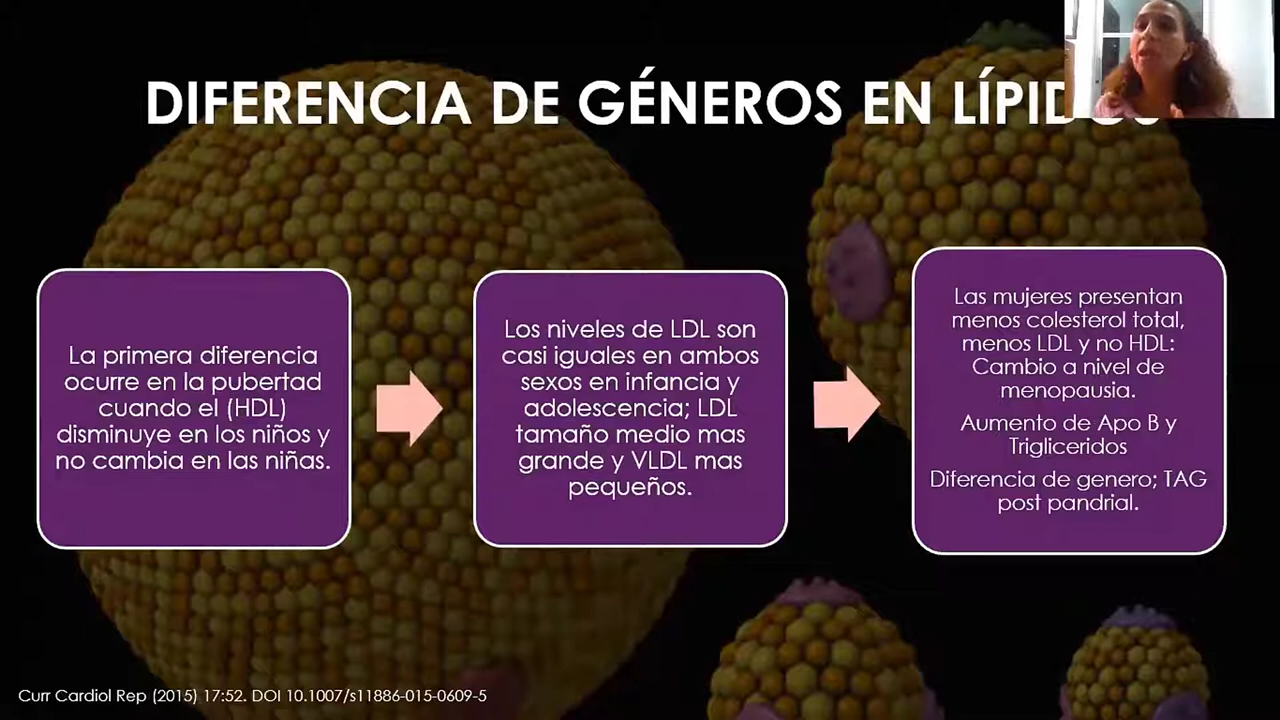 DIFERENCIA DE GÉNEROS EN
La primera diferencia
ocurre en la pubertad
cuando el (HDL)
disminuye en los niños y
no cambia en las niñas.
Los niveles de LDL son
casi iguales en ambos
sexos en infancia y
adolescencia; LDL
tamaño medio mas
grande y VLDL mas
pequeños.
Las mujeres presentan
menos colesterol total,
menos LDL y no HDL:
Cambio a nivel de
menopausia.
Aumento de Apo B y
Trigliceridos
Diferencia de genero; TAG
post pandrial.
Curr Cardiol Rep (2015) 17:52. DOI 10.1007/s11886-015-0609-5